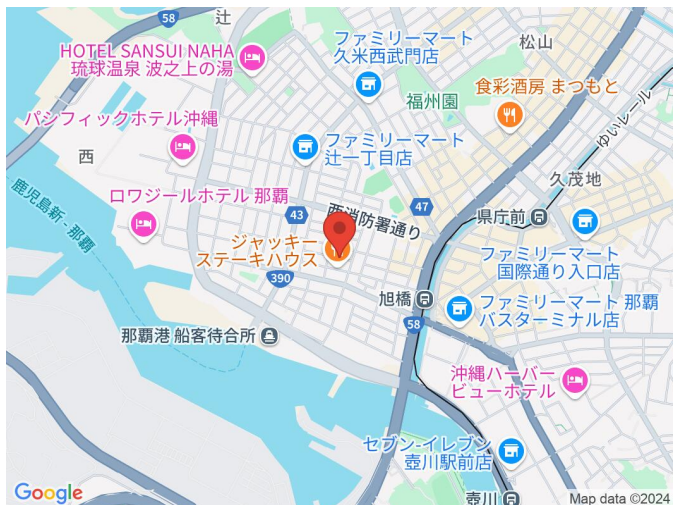 58
辻
松山
HOTEL SANSUI NAHA
琉球温泉 波之上の湯
ファミリーマート
久米西武門店
食彩酒房 まつもと
福州園
パシフィックホテル沖縄
ファミリーマート
辻一丁目店
ゆいレール
西
久茂地
鹿児島新 - 那覇
ロワジールホテル 那覇
47
43
西消防署通り
県庁前
ジャッキー
ステーキハウス
ファミリーマート
国際通り入口店
390
旭橋
ファミリーマート 那覇
バスターミナル店
58
那覇港 船客待合所
沖縄ハーバー
ビューホテル
セブン-イレブン
壺川駅前店
壺川
Google
Map data ©2024